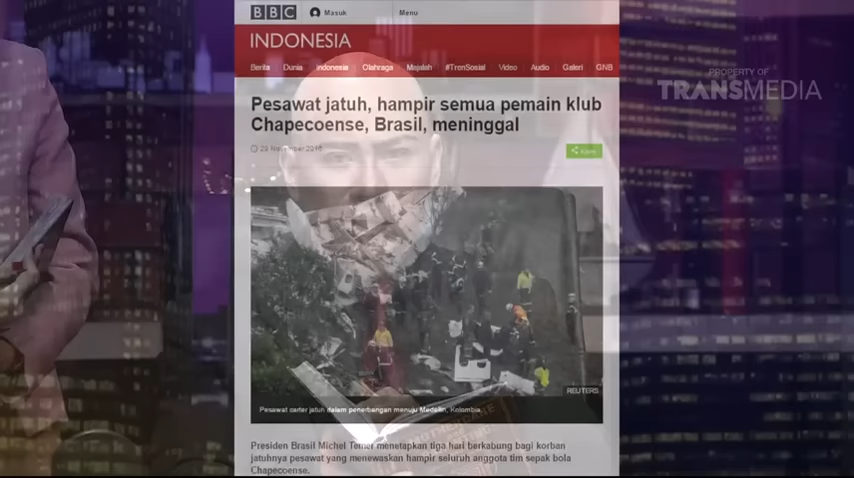 BBC Masuk Menu
INDONESIA
Berita Dunia Indonesia Olahraga Majalah #TrenSosial Video Audio Galeri GNB
PROPERTY OF
TRANSMEDIA
Pesawat jatuh, hampir semua pemain klub
Chapecoense, Brasil, meninggal
29 November 2016
REUTERS
Pesawat carter jatuh dalam penerbangan menuju Medellin, Kolombia.
Presiden Brasil Michel Temer menetapkan tiga hari berkabung bagi korban
jatuhnya pesawat yang menewaskan hampir seluruh anggota tim sepak bola
Chapecoense.